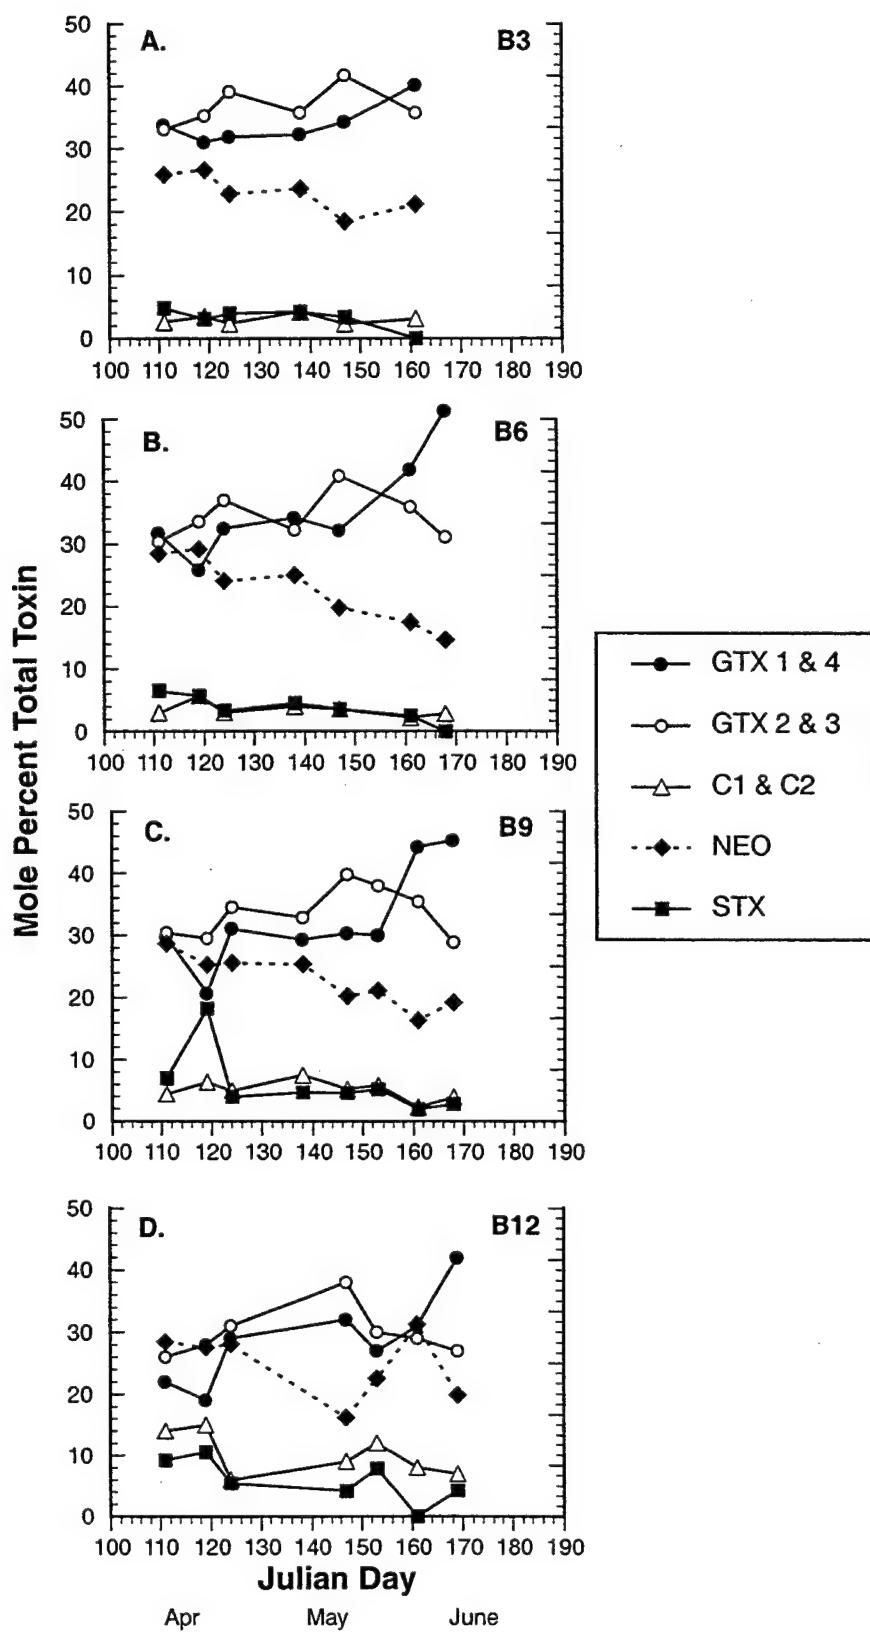 A. B3
50
40
30
20
10
0
100 110 120 130 140 150 160 170 180 190
B. B6
50
40
30
20
10
0
100 110 120 130 140 150 160 170 180 190
C. B9
50
40
30
20
10
0
100 110 120 130 140 150 160 170 180 190
D. B12
50
40
30
20
10
0
100 110 120 130 140 150 160 170 180 190
Julian Day
Apr May June
Mole Percent Total Toxin
GTX 1 & 4
GTX 2 & 3
C1 & C2
NEO
STX